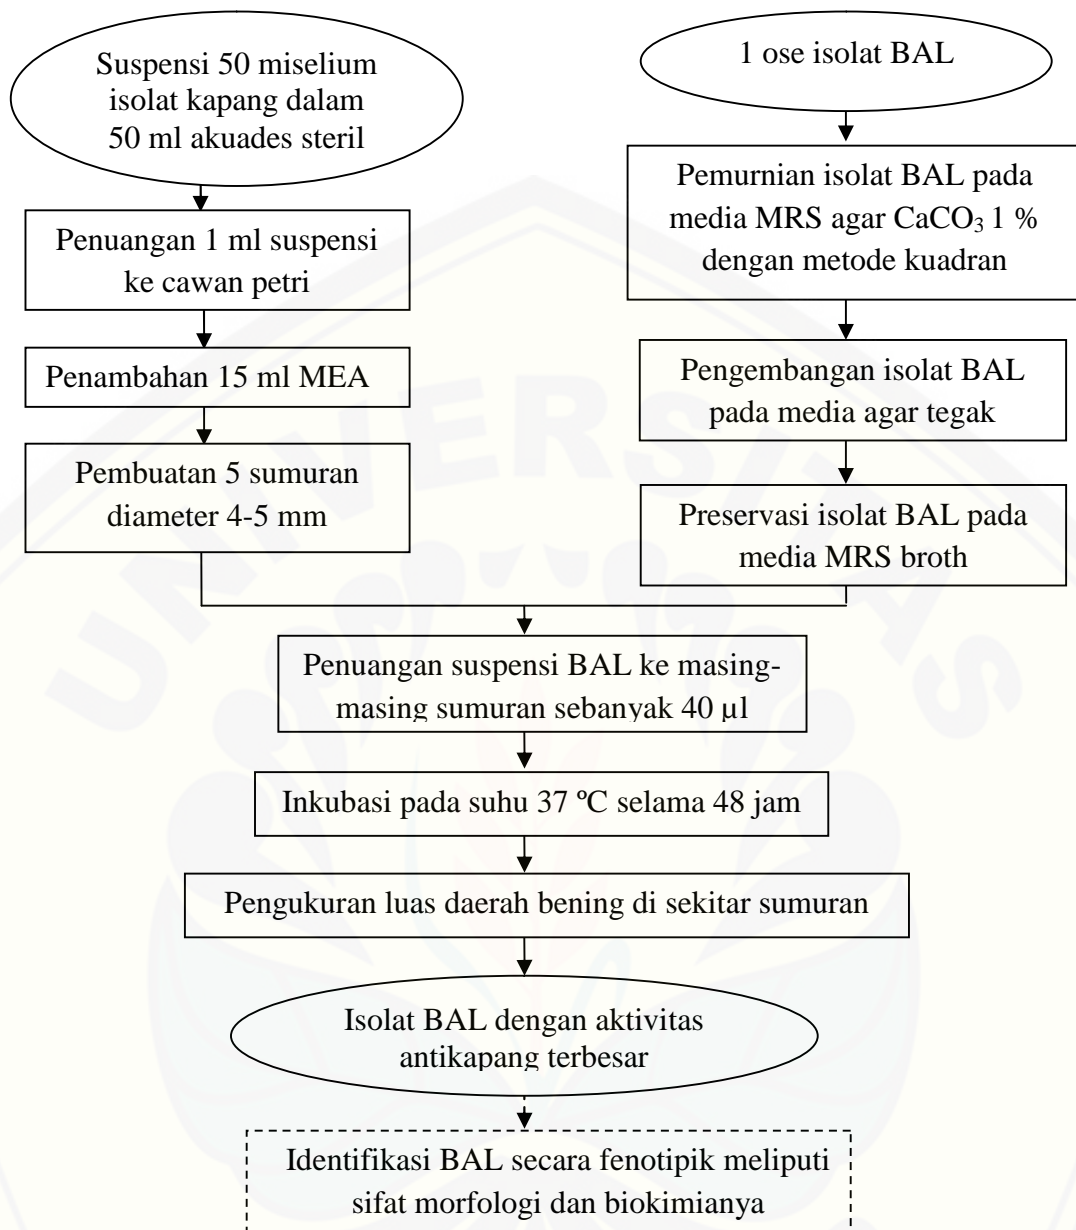 Suspensi 50 miselium
isolat kapang dalam
50 ml akuades steril
Penuangan 1 ml suspensi
ke cawan petri
Penambahan 15 ml MEA
Pembuatan 5 sumuran
diameter 4-5 mm
1 ose isolat BAL
Pemurnian isolat BAL pada
media MRS agar CaCO₃ 1 %
dengan metode kuadran
Pengembangan isolat BAL
pada media agar tegak
Preservasi isolat BAL pada
media MRS broth
Penuangan suspensi BAL ke masing-
masing sumuran sebanyak 40 µl
Inkubasi pada suhu 37 ºC selama 48 jam
Pengukuran luas daerah bening di sekitar sumuran
Isolat BAL dengan aktivitas
antikapang terbesar
Identifikasi BAL secara fenotipik meliputi
sifat morfologi dan biokimianya
UNIVERSITAS